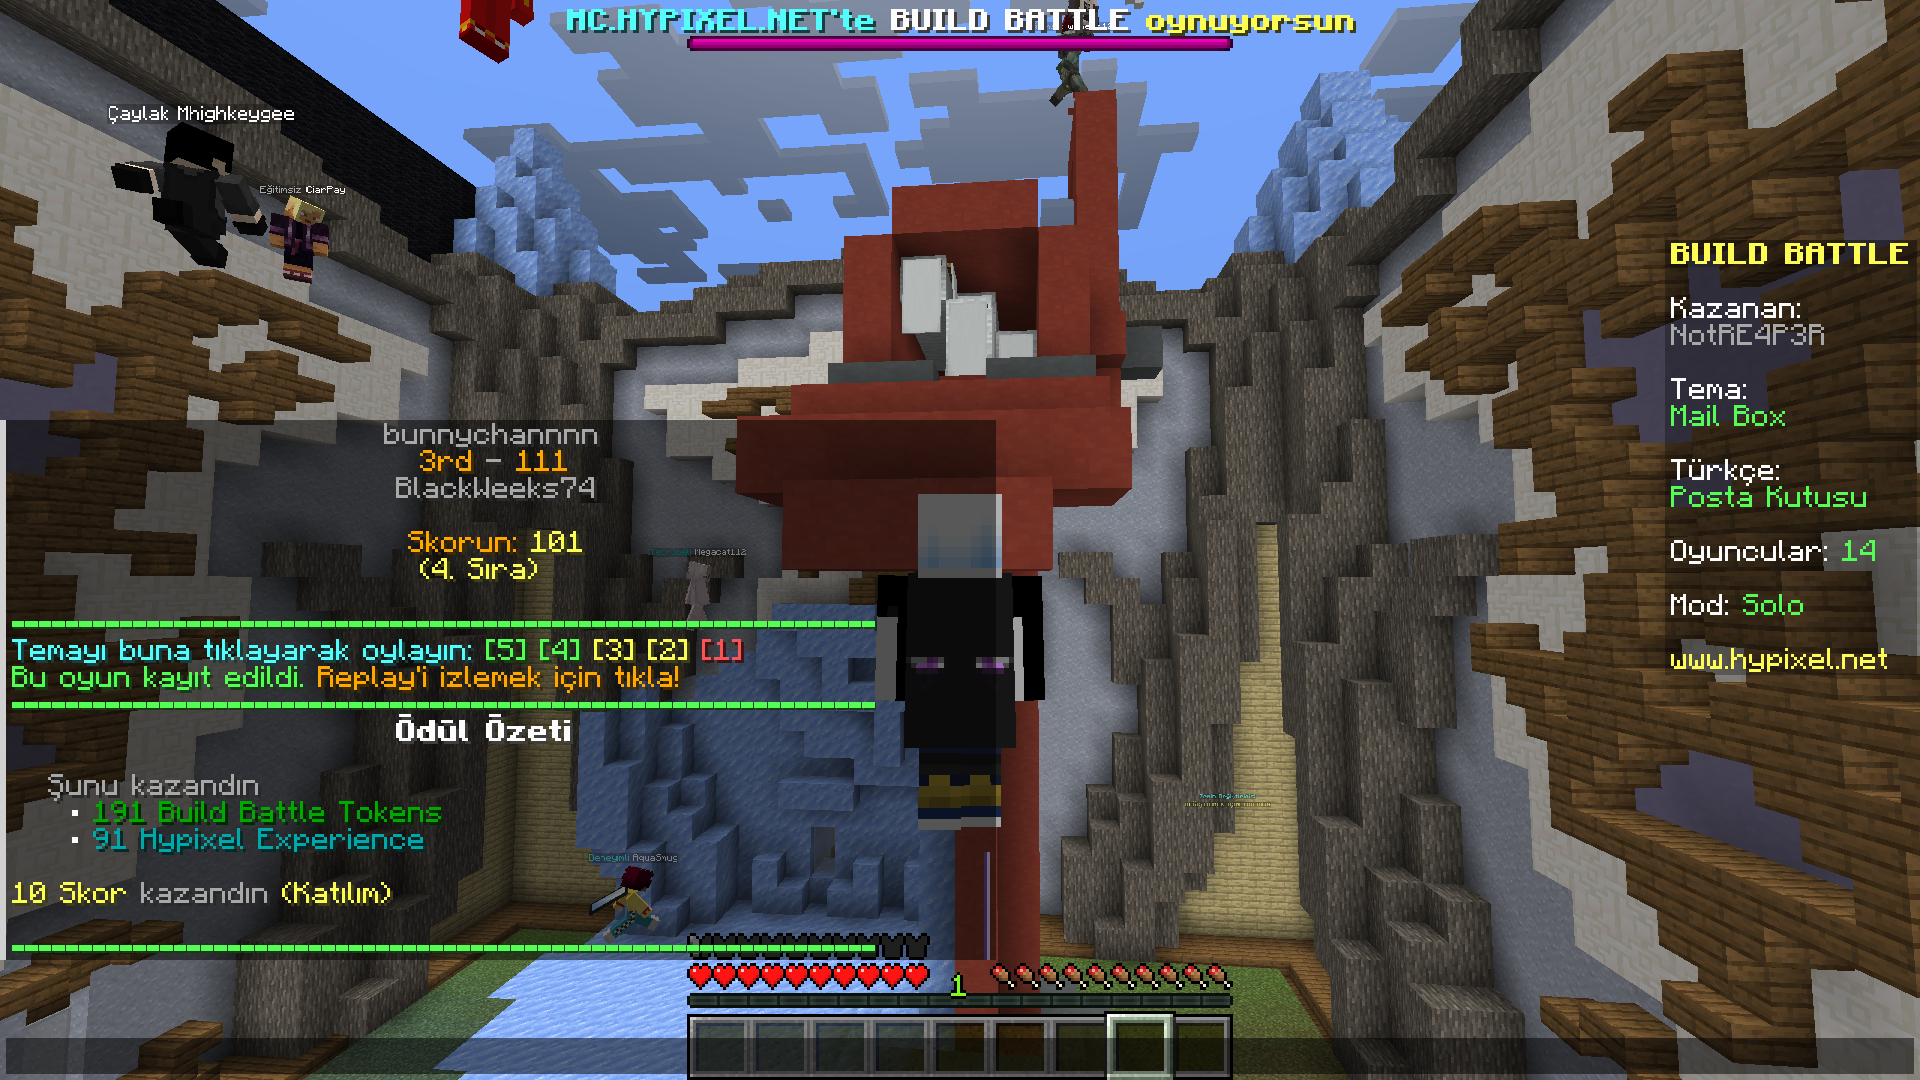 MC.HYPIXEL.NET'te BUILD BATTLE oynuyorsun
Çaylak Mhighkeygee
Eğitimsiz CiarPay
BUILD BATTLE
Kazanan:
NotRE4P3R
Tema:
Mail Box
Türkçe:
Posta Kutusu
Oyuncular: 14
Mod: Solo
www.hypixel.net
bunnychannnn
3rd - 111
BlackWeeks74
Skorun: 101
(4. Sıra)
Megacat112
Temayı buna tıklayarak oylayın: [5] [4] [3] [2] [1]
Bu oyun kayıt edildi. Replay'i izlemek için tıkla!
Ödül Özeti
Şunu kazandın
• 191 Build Battle Tokens
• 91 Hypixel Experience
Deneyimli AquaSmug
10 Skor kazandın (Katılım)
1